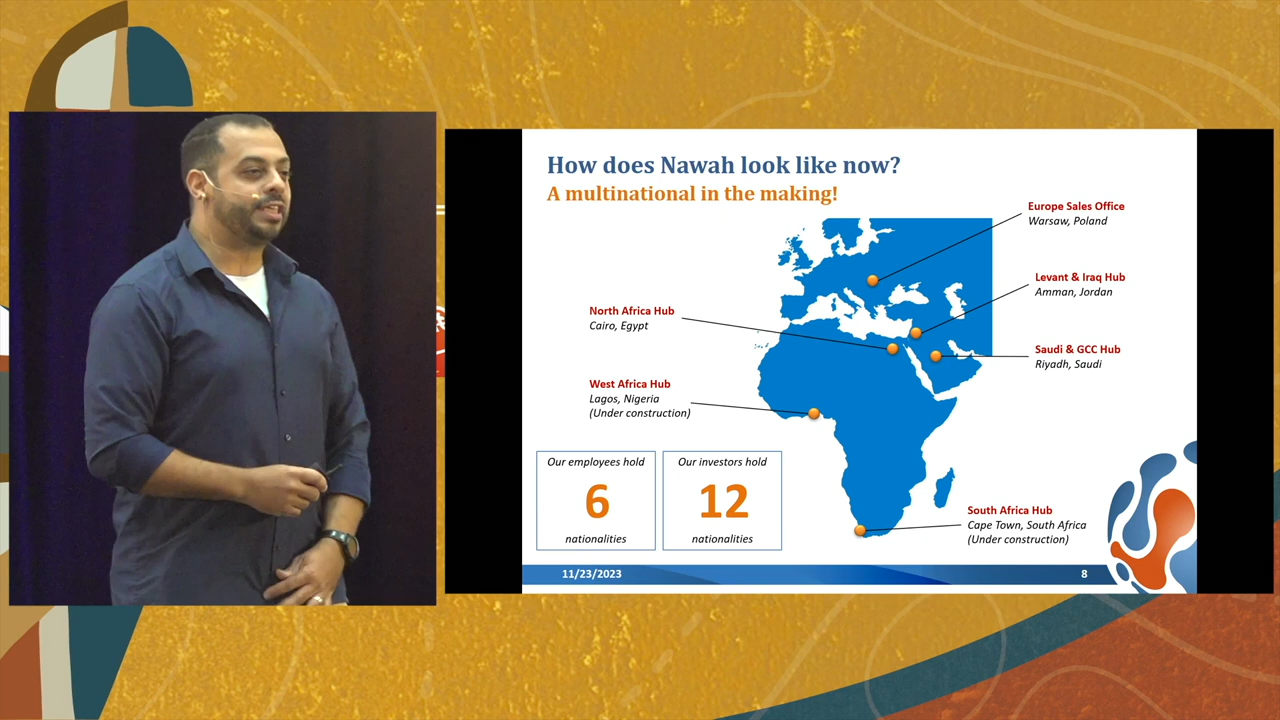 How does Nawah look like now?
A multinational in the making!
Europe Sales Office
Warsaw, Poland
Levant & Iraq Hub
Amman, Jordan
North Africa Hub
Cairo, Egypt
Saudi & GCC Hub
Riyadh, Saudi
West Africa Hub
Lagos, Nigeria
(Under construction)
Our employees hold
6
nationalities
Our investors hold
12
nationalities
South Africa Hub
Cape Town, South Africa
(Under construction)
11/23/2023
8